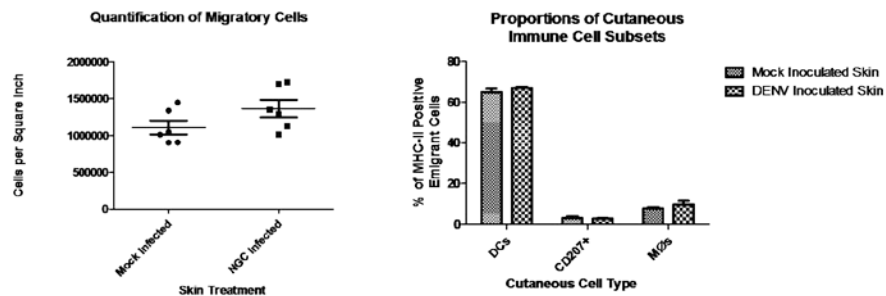 Quantification of Migratory Cells
Cells per Square Inch
2000000
1500000
1000000
500000
0
Mock Infected
NGC Infected
Skin Treatment
Proportions of Cutaneous
Immune Cell Subsets
% of MHC-II Positive
Emigrant Cells
80
60
40
20
0
DCs
CD207+
MØs
Cutaneous Cell Type
Mock Inoculated Skin
DENV Inoculated Skin